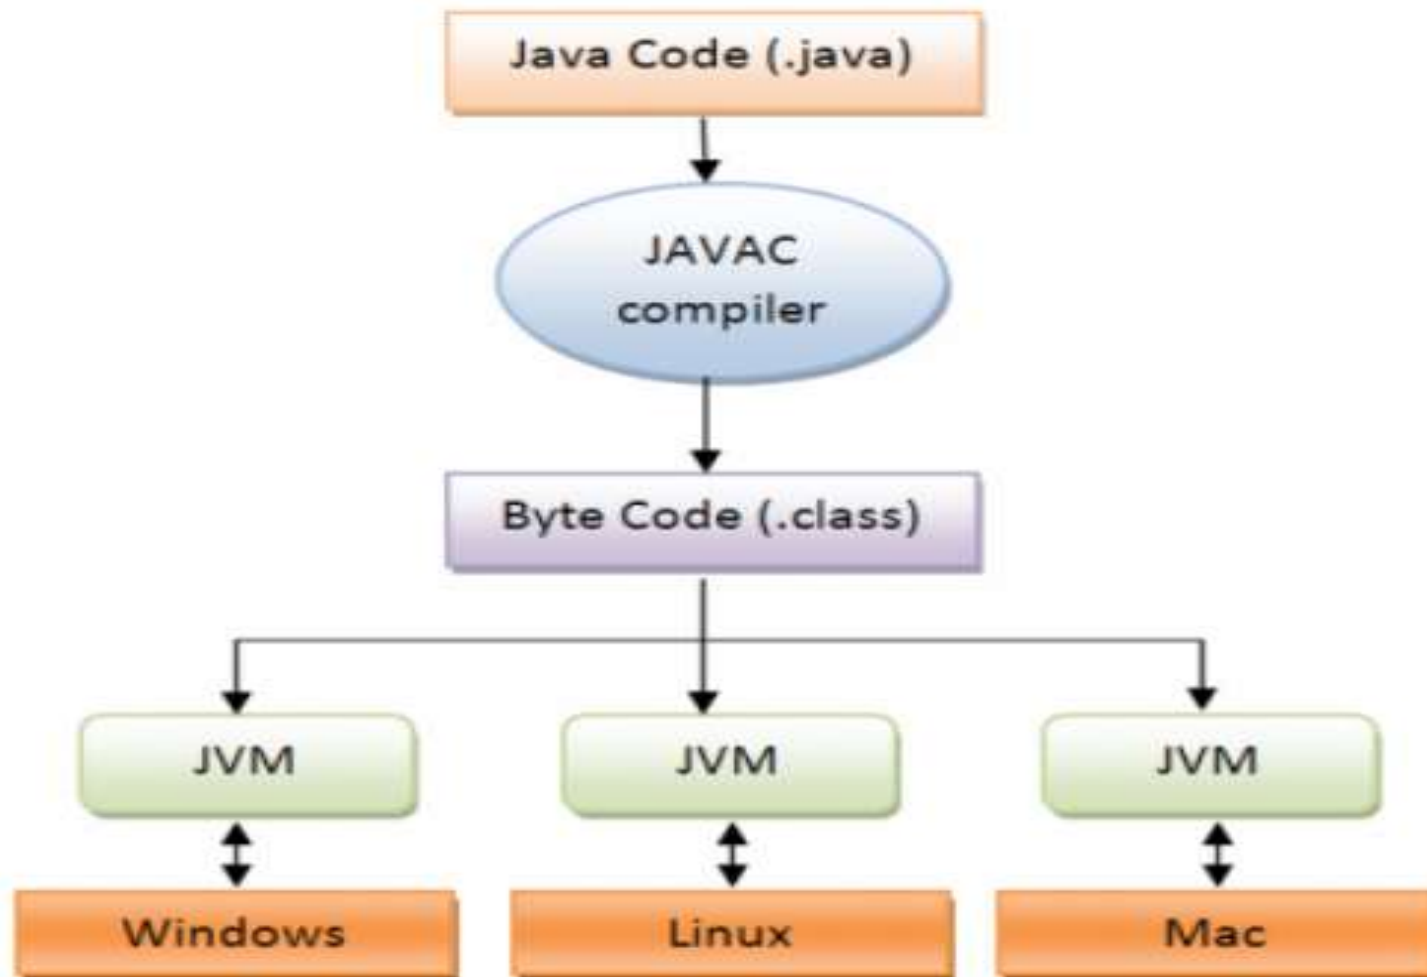 Java Code (.java)
JAVAC
compiler
Byte Code (.class)
JVM
JVM
JVM
Windows
Linux
Mac